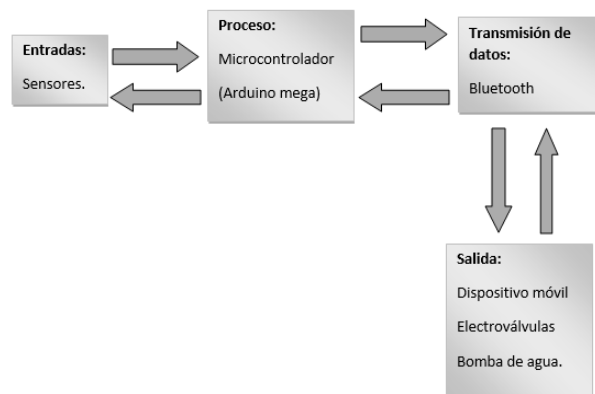 Entradas:
Sensores.
Proceso:
Microcontrolador
(Arduino mega)
Transmisión de
datos:
Bluetooth
Salida:
Dispositivo móvil
Electroválvulas
Bomba de agua.